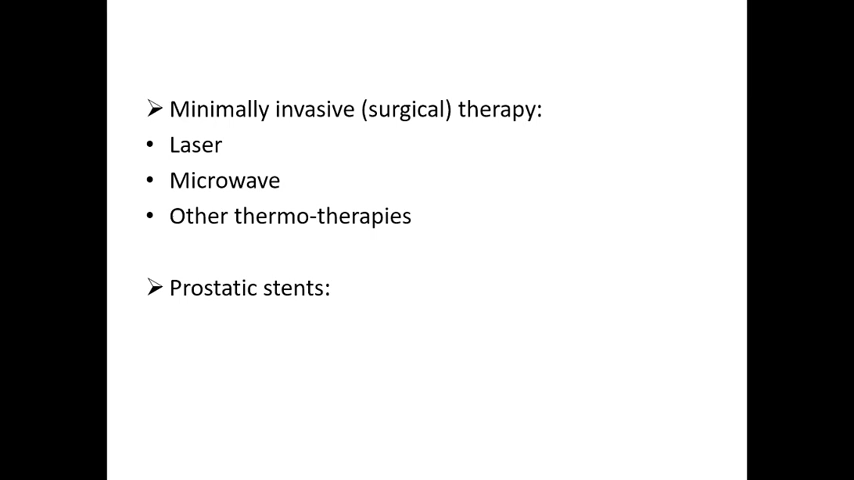 ➢ Minimally invasive (surgical) therapy:
• Laser
• Microwave
• Other thermo-therapies
➢ Prostatic stents: